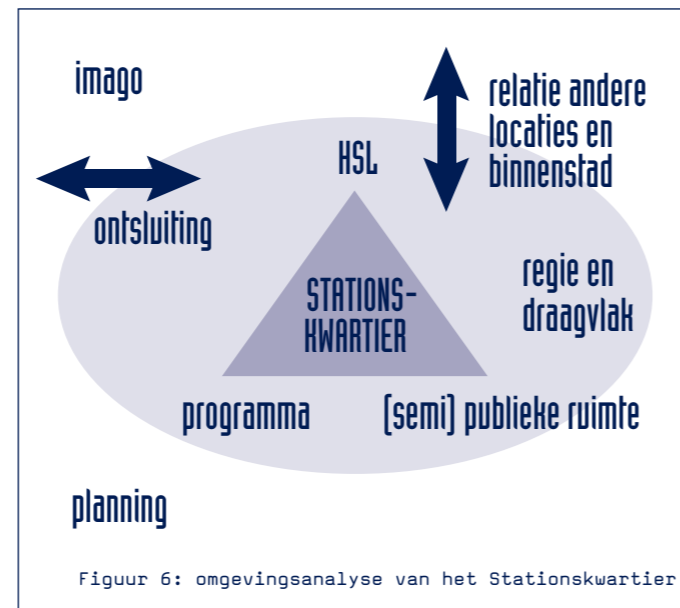 imago
relatie andere
locaties en
binnenstad
HSL
ontsluiting
regie en
draagvlak
STATIONS-
KWARTIER
programma
(semi) publieke ruimte
planning
Figuur 6: omgevingsanalyse van het Stationskwartier